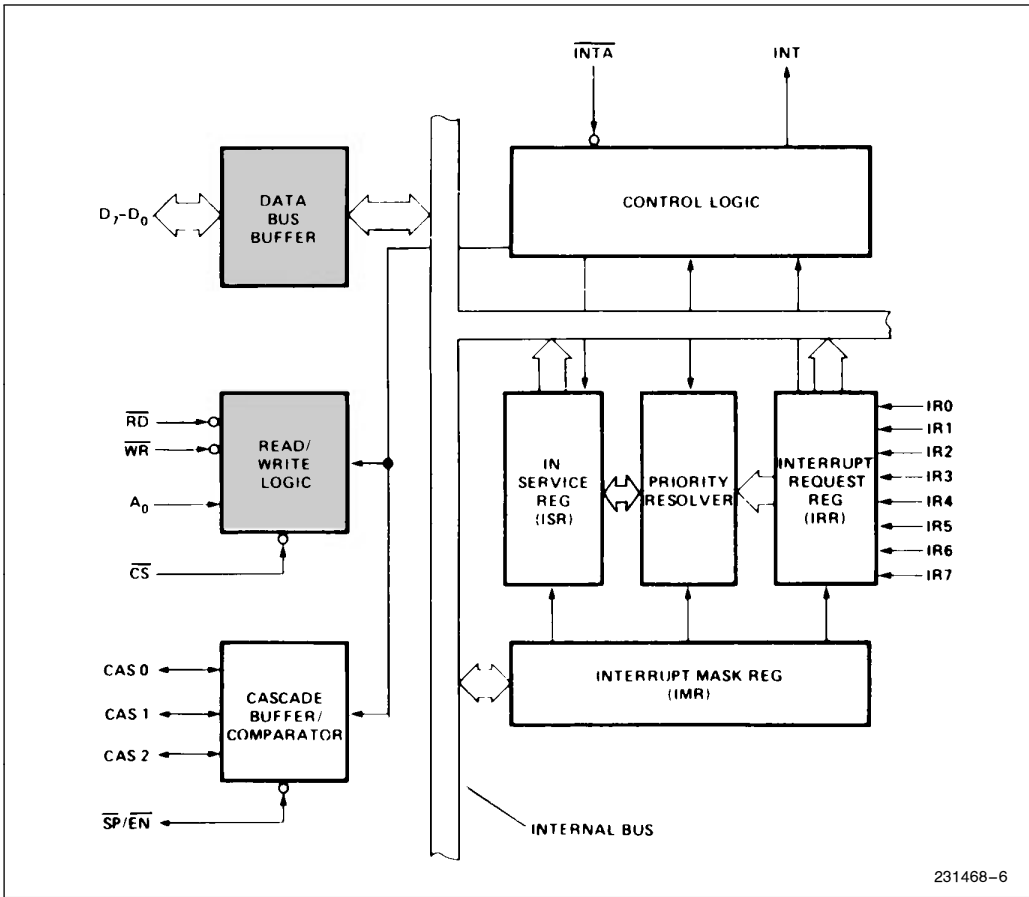 INTA
INT
DATA
BUS
BUFFER
D7-D0
CONTROL LOGIC
RD
WR
A0
CS
READ/
WRITE
LOGIC
IN
SERVICE
REG
(ISR)
PRIORITY
RESOLVER
INTERRUPT
REQUEST
REG
(IRR)
IR0
IR1
IR2
IR3
IR4
IR5
IR6
IR7
CAS 0
CAS 1
CAS 2
SP/EN
CASCADE
BUFFER/
COMPARATOR
INTERRUPT MASK REG
(IMR)
INTERNAL BUS
231468-6